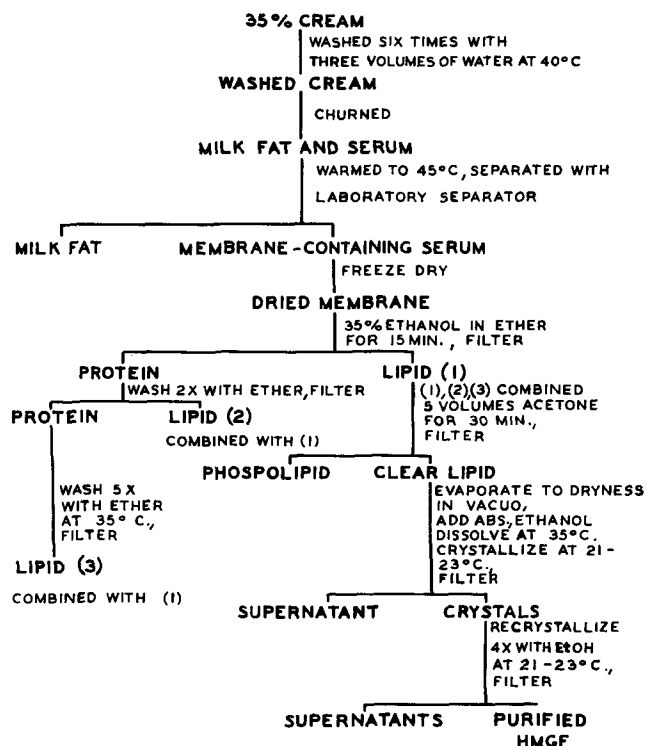 35% CREAM
WASHED SIX TIMES WITH
THREE VOLUMES OF WATER AT 40°C
WASHED CREAM
CHURNED
MILK FAT AND SERUM
WARMED TO 45°C, SEPARATED WITH
LABORATORY SEPARATOR
MILK FAT
MEMBRANE-CONTAINING SERUM
FREEZE DRY
DRIED MEMBRANE
35% ETHANOL IN ETHER
FOR 15 MIN., FILTER
PROTEIN
LIPID (1)
WASH 2X WITH ETHER, FILTER
(1),(2),(3) COMBINED
5 VOLUMES ACETONE
FOR 30 MIN.,
FILTER
PROTEIN
LIPID (2)
COMBINED WITH (1)
PHOSPOLIPID
CLEAR LIPID
WASH 5X
WITH ETHER
AT 35° C.,
FILTER
LIPID (3)
COMBINED WITH (1)
EVAPORATE TO DRYNESS
IN VACUO,
ADD ABS., ETHANOL
DISSOLVE AT 35°C.
CRYSTALLIZE AT 21-
23°C.,
FILTER
SUPERNATANT
CRYSTALS
RECRYSTALLIZE
4X WITH EtOH
AT 21-23°C.,
FILTER
SUPERNATANTS
PURIFIED
HMGF